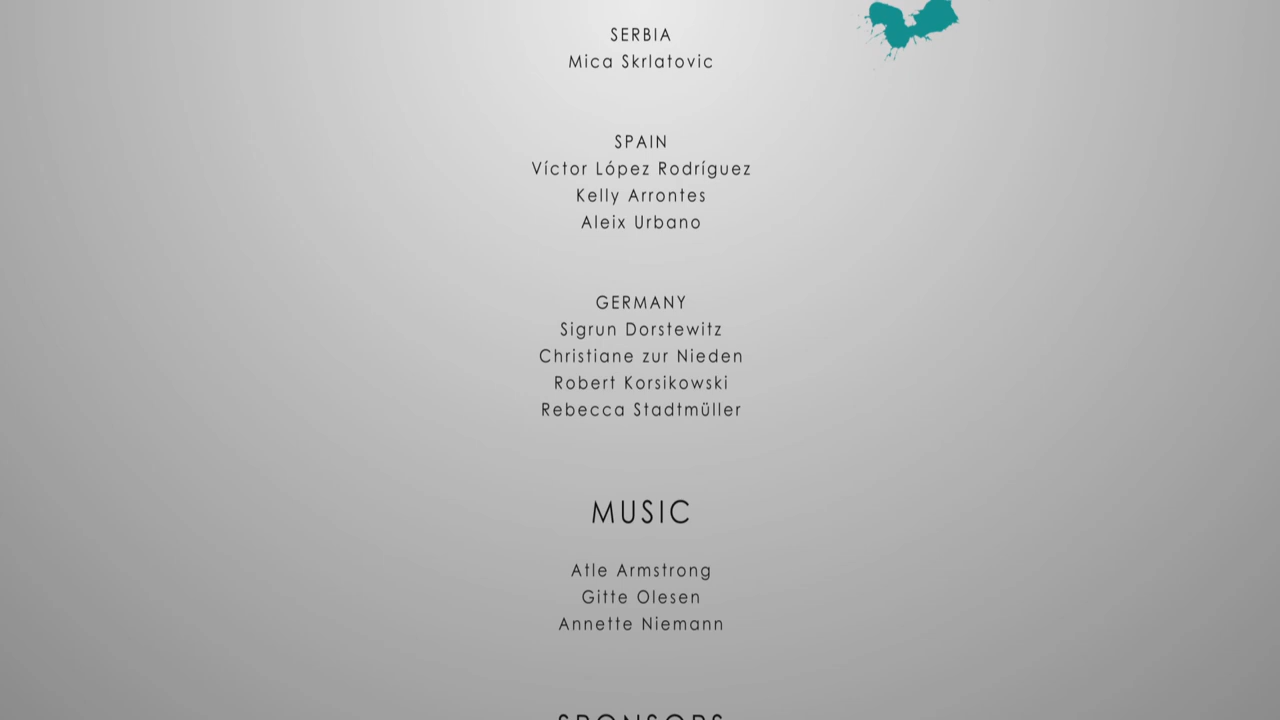 SERBIA
Mica Skrlatovic
SPAIN
Víctor López Rodríguez
Kelly Arrontes
Aleix Urbano
GERMANY
Sigrun Dorstewitz
Christiane zur Nieden
Robert Korsikowski
Rebecca Stadtmüller
MUSIC
Atle Armstrong
Gitte Olesen
Annette Niemann
SPONSORS